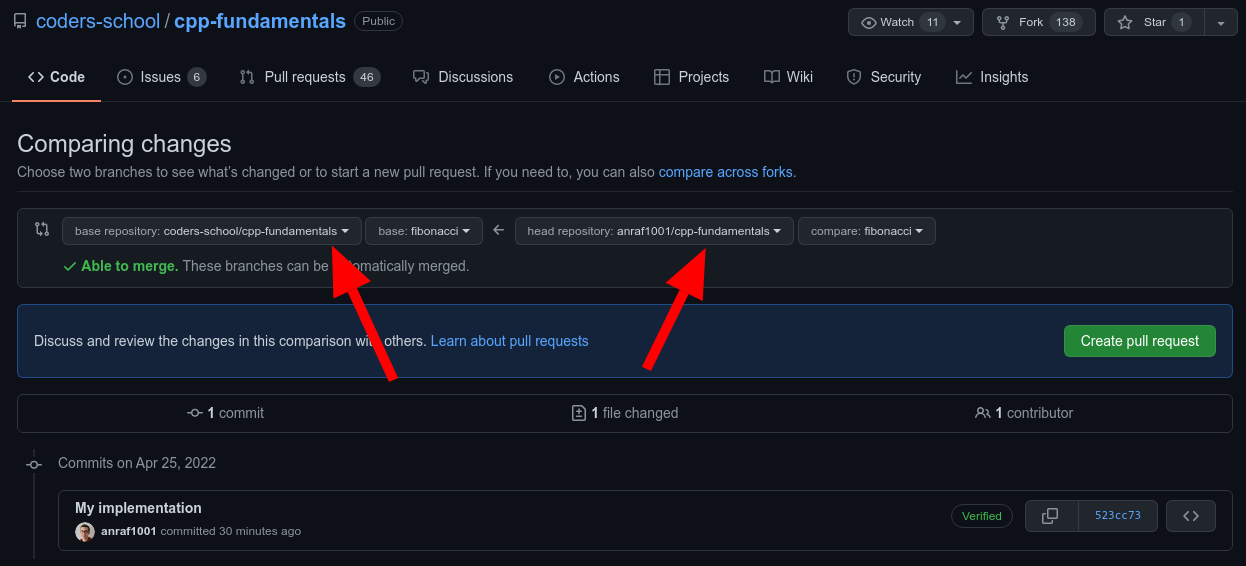 coders-school / cpp-fundamentals Public
Watch 11 Fork 138 Star 1
Code Issues 6 Pull requests 46 Discussions Actions Projects Wiki Security Insights
Comparing changes
Choose two branches to see what's changed or to start a new pull request. If you need to, you can also compare across forks.
base repository: coders-school/cpp-fundamentals base: fibonacci head repository: anraf1001/cpp-fundamentals compare: fibonacci
Able to merge. These branches can be automatically merged.
Discuss and review the changes in this comparison with others. Learn about pull requests
Create pull request
1 commit 1 file changed 1 contributor
Commits on Apr 25, 2022
My implementation
anraf1001 committed 30 minutes ago
Verified 523cc73